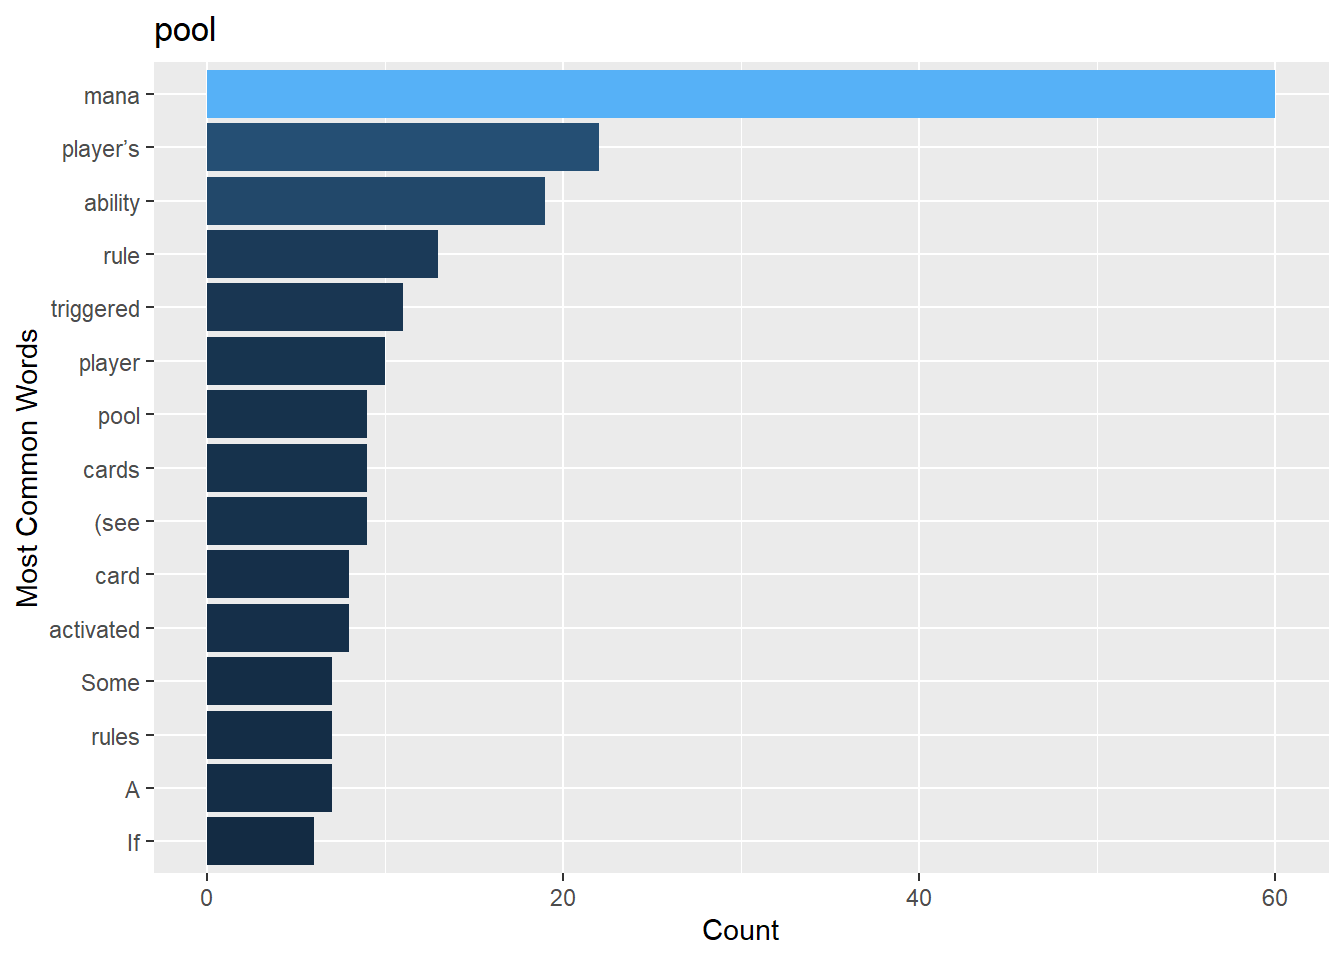 pool
mana
player’s
ability
rule
triggered
player
pool
cards
(see
card
activated
Some
rules
A
If
Most Common Words
0 20 40 60
Count